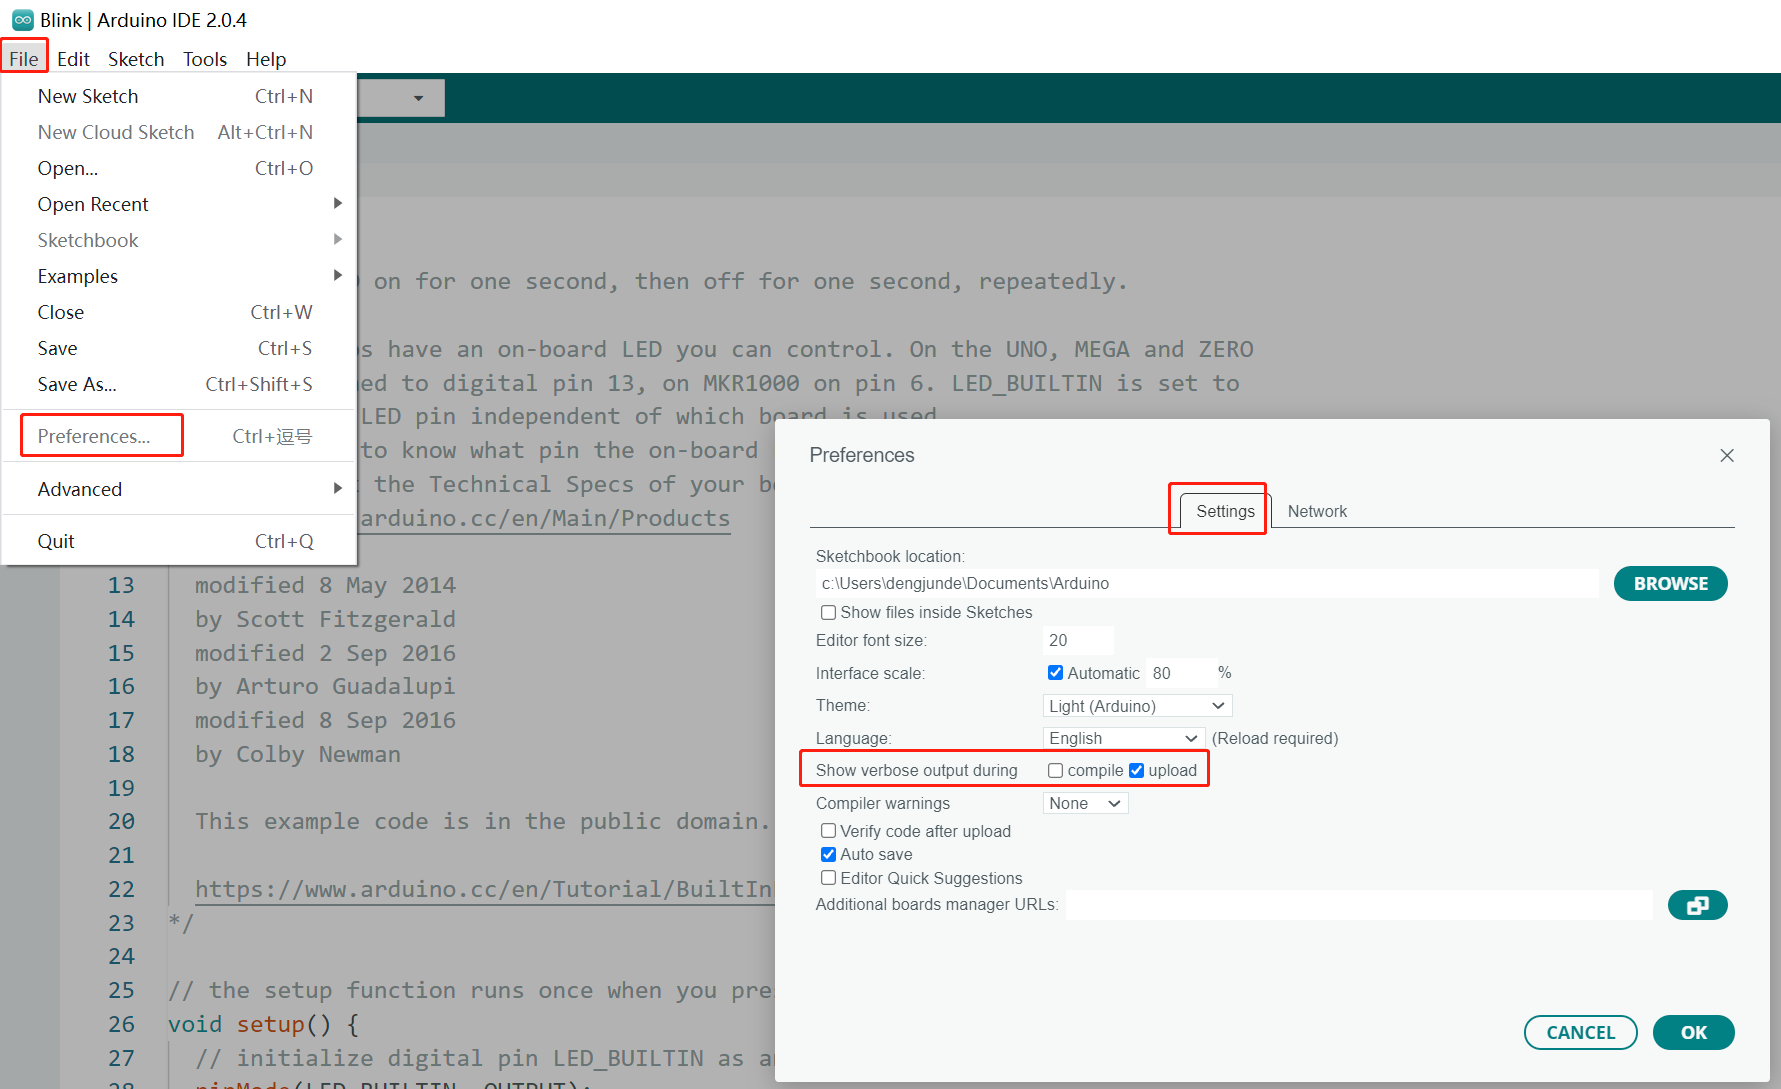 Blink | Arduino IDE 2.0.4
File Edit Sketch Tools Help
New Sketch Ctrl+N
New Cloud Sketch Alt+Ctrl+N
Open... Ctrl+O
Open Recent
Sketchbook
Examples
Close Ctrl+W
Save Ctrl+S
Save As... Ctrl+Shift+S
Preferences... Ctrl+逗号
Advanced
Quit Ctrl+Q
on for one second, then off for one second, repeatedly.
have an on-board LED you can control. On the UNO, MEGA and ZERO
to digital pin 13, on MKR1000 on pin 6. LED_BUILTIN is set to
LED pin independent of which board is used
to know what pin the on-board
the Technical Specs of your
arduino.cc/en/Main/Products
13 modified 8 May 2014
14 by Scott Fitzgerald
15 modified 2 Sep 2016
16 by Arturo Guadalupi
17 modified 8 Sep 2016
18 by Colby Newman
19
20 This example code is in the public domain.
21
22 https://www.arduino.cc/en/Tutorial/BuiltIn
23 */
24
25 // the setup function runs once when you pre
26 void setup() {
27 // initialize digital pin LED_BUILTIN as a
28 pinMode(LED_BUILTIN, OUTPUT);
Preferences
Settings Network
Sketchbook location:
c:\Users\dengjunde\Documents\Arduino BROWSE
Show files inside Sketches
Editor font size: 20
Interface scale: Automatic 80 %
Theme: Light (Arduino)
Language: English (Reload required)
Show verbose output during compile upload
Compiler warnings None
Verify code after upload
Auto save
Editor Quick Suggestions
Additional boards manager URLs:
CANCEL OK